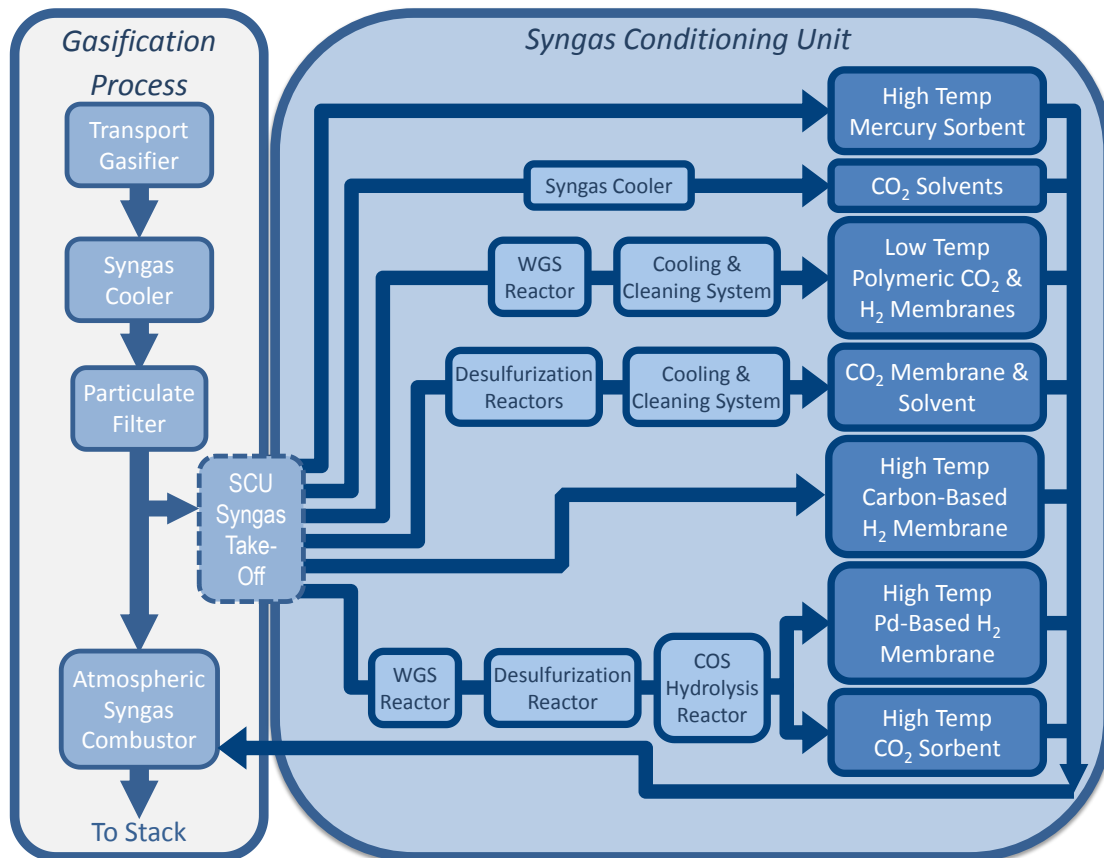 Gasification
Process
Transport
Gasifier
Syngas
Cooler
Particulate
Filter
SCU
Syngas
Take-
Off
Atmospheric
Syngas
Combustor
To Stack
Syngas Conditioning Unit
High Temp
Mercury Sorbent
Syngas Cooler
CO₂ Solvents
WGS
Reactor
Cooling &
Cleaning System
Low Temp
Polymeric CO₂ &
H₂ Membranes
Desulfurization
Reactors
Cooling &
Cleaning System
CO₂ Membrane &
Solvent
High Temp
Carbon-Based
H₂ Membrane
WGS
Reactor
Desulfurization
Reactor
COS
Hydrolysis
Reactor
High Temp
Pd-Based H₂
Membrane
High Temp
CO₂ Sorbent